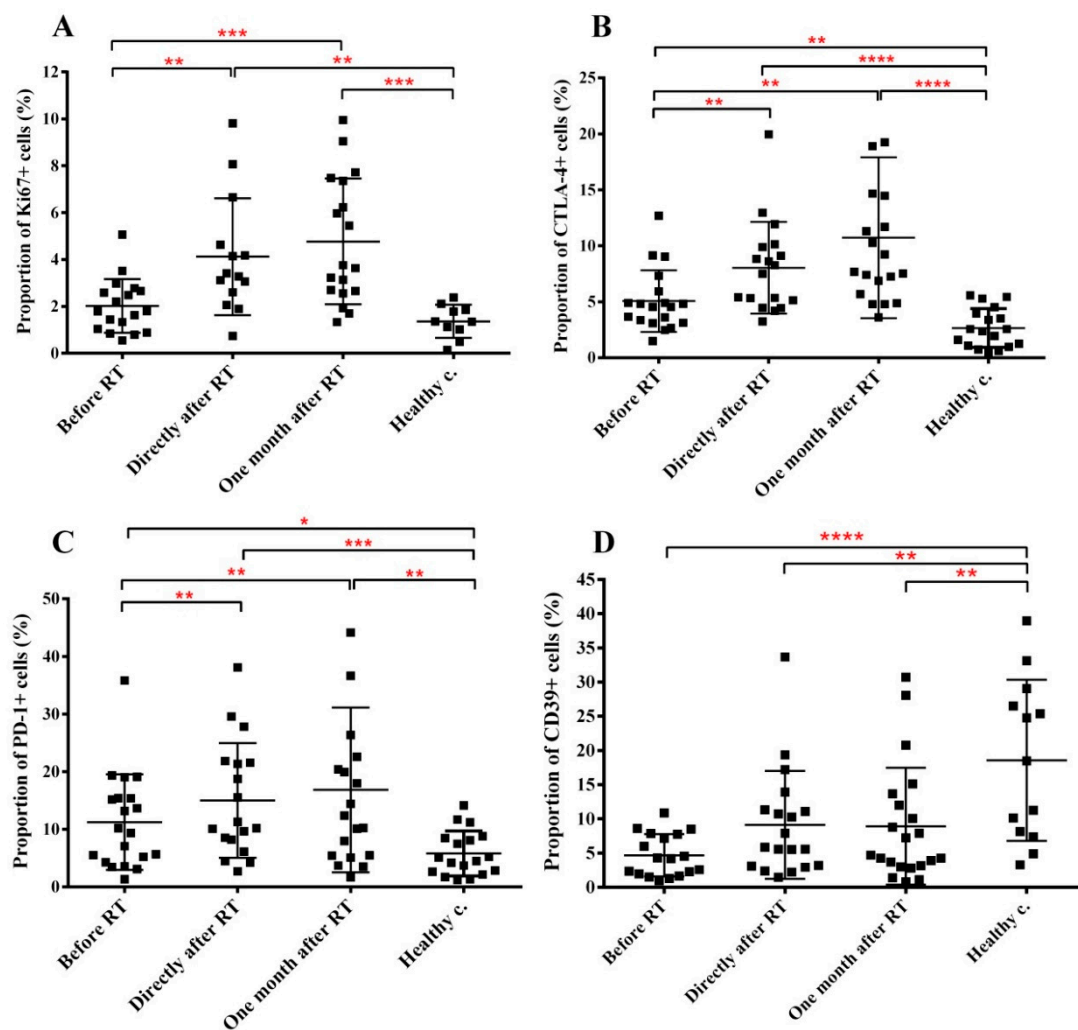 A
***
**
**
***
Proportion of Ki67+ cells (%)
12
10
8
6
4
2
0
Before RT
Directly after RT
One month after RT
Healthy c.
B
**
****
**
****
**
Proportion of CTLA-4+ cells (%)
25
20
15
10
5
0
Before RT
Directly after RT
One month after RT
Healthy c.
C
*
***
**
**
**
Proportion of PD-1+ cells (%)
50
40
30
20
10
0
Before RT
Directly after RT
One month after RT
Healthy c.
D
****
**
**
Proportion of CD39+ cells (%)
45
40
35
30
25
20
15
10
5
0
Before RT
Directly after RT
One month after RT
Healthy c.